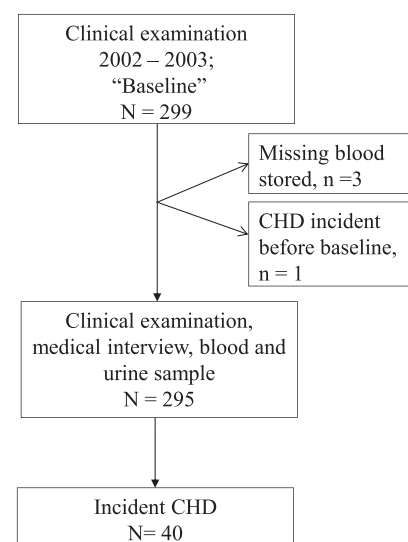 Clinical examination
2002 – 2003;
“Baseline”
N = 299
Missing blood
stored, n =3
CHD incident
before baseline,
n = 1
Clinical examination,
medical interview, blood and
urine sample
N = 295
Incident CHD
N= 40